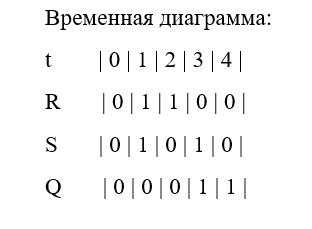 Временная диаграмма:
t | 0 | 1 | 2 | 3 | 4 |
R | 0 | 1 | 1 | 0 | 0 |
S | 0 | 1 | 0 | 1 | 0 |
Q | 0 | 0 | 0 | 1 | 1 |